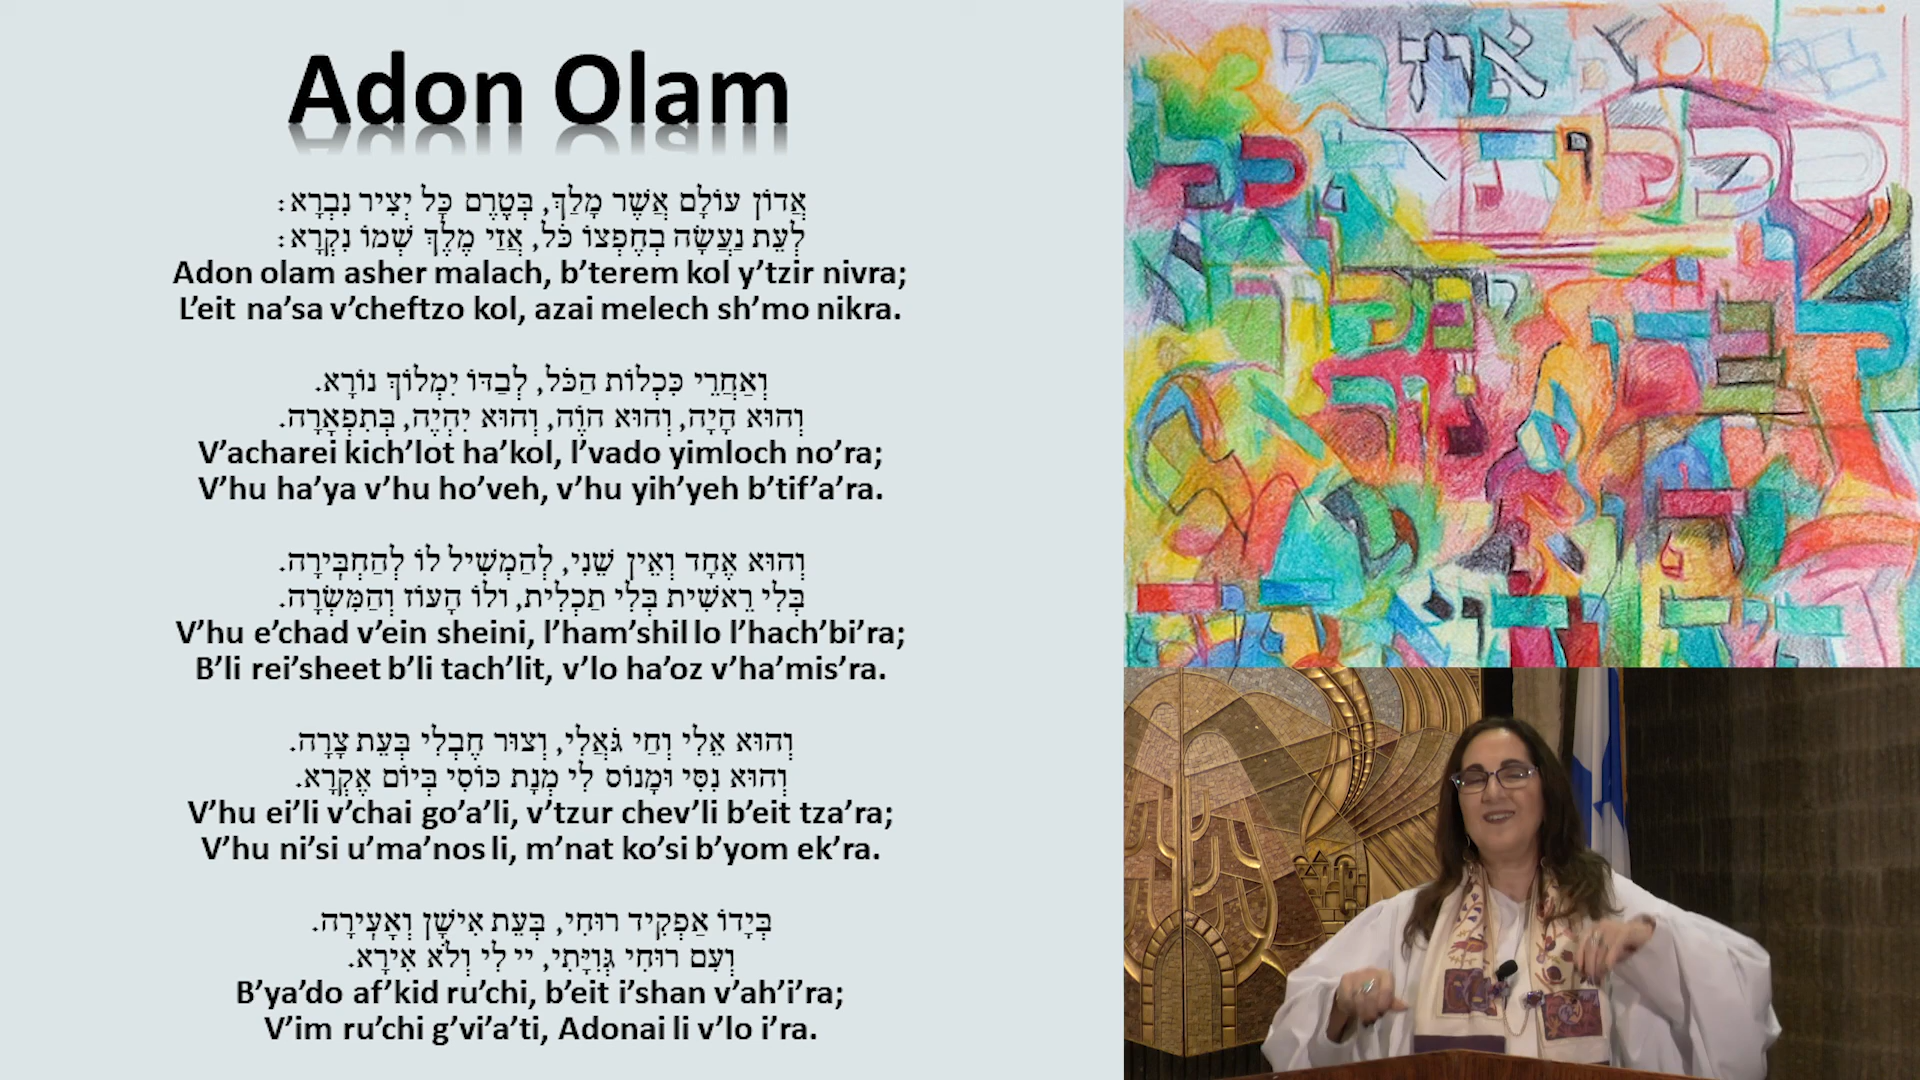 Adon Olam
אֲדוֹן עוֹלָם אֲשֶׁר מָלַךְ, בְּטֶרֶם כָּל יְצִיר נִבְרָא:
לְעֵת נַעֲשָׂה בְחֶפְצוֹ כֹּל, אֲזַי מֶלֶךְ שְׁמוֹ נִקְרָא:
Adon olam asher malach, b’terem kol y’tzir nivra;
L’eit na’sa v’cheftzo kol, azai melech sh’mo nikra.
וְאַחֲרֵי כִּכְלוֹת הַכֹּל, לְבַדּוֹ יִמְלוֹךְ נוֹרָא.
וְהוּא הָיָה, וְהוּא הוֶֹה, וְהוּא יִהְיֶה, בְּתִפְאָרָה.
V’acharei kich’lot ha’kol, l’vado yimloch no’ra;
V’hu ha’ya v’hu ho’veh, v’hu yih’yeh b’tif’a’ra.
וְהוּא אֶחָד וְאֵין שֵׁנִי, לְהַמְשִׁיל לוֹ לְהַחְבִּירָה.
בְּלִי רֵאשִׁית בְּלִי תַכְלִית, וְלוֹ הָעוֹז וְהַמִּשְׂרָה.
V’hu e’chad v’ein sheini, l’ham’shil lo l’hach’bi’ra;
B’li rei’sheet b’li tach’lit, v’lo ha’oz v’ha’mis’ra.
וְהוּא אֵלִי וְחַי גֹּאֲלִי, וְצוּר חֶבְלִי בְּעֵת צָרָה.
וְהוּא נִסִּי וּמָנוֹס לִי מְנָת כּוֹסִי בְּיוֹם אֶקְרָא.
V’hu ei’li v’chai go’a’li, v’tzur chev’li b’eit tza’ra;
V’hu ni’si u’ma’nos li, m’nat ko’si b’yom ek’ra.
בְּיָדוֹ אַפְקִיד רוּחִי, בְּעֵת אִישָׁן וְאָעִירָה.
וְעִם רוּחִי גְּוִיָּתִי, יי לִי וְלֹא אִירָא.
B’ya’do af’kid ru’chi, b’eit i’shan v’ah’i’ra;
V’im ru’chi g’vi’a’ti, Adonai li v’lo i’ra.